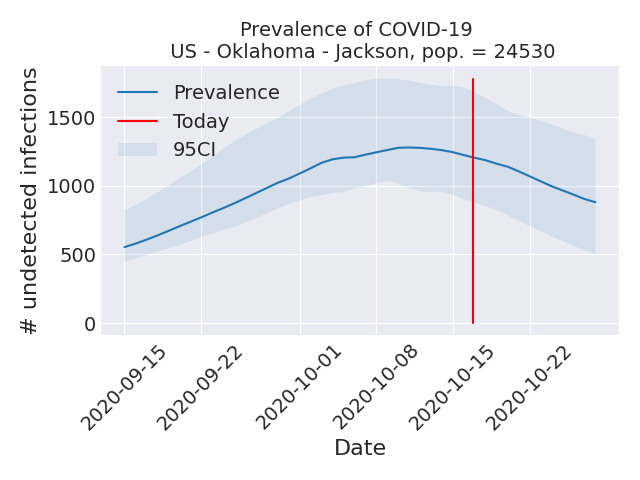 Prevalence of COVID-19
US - Oklahoma - Jackson, pop. = 24530
# undetected infections
1500
1000
500
0
Prevalence
Today
95CI
2020-09-15
2020-09-22
2020-10-01
2020-10-08
2020-10-15
2020-10-22
Date